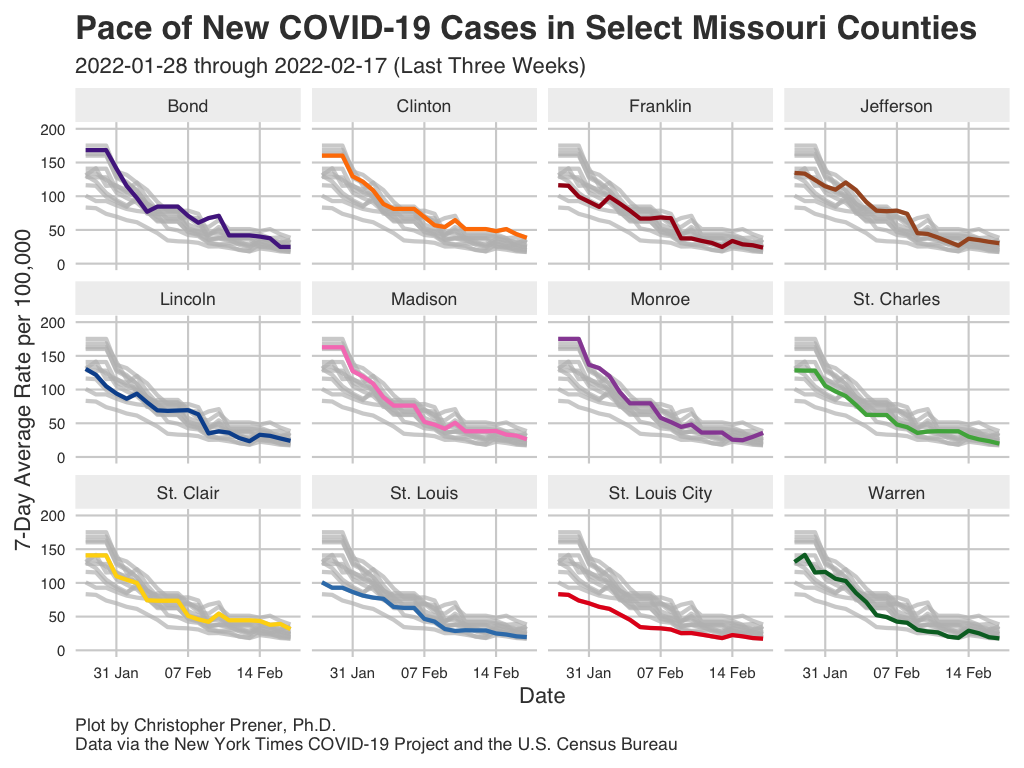 Pace of New COVID-19 Cases in Select Missouri Counties
2022-01-28 through 2022-02-17 (Last Three Weeks)
Bond Clinton Franklin Jefferson
200
150
100
50
0
Lincoln Madison Monroe St. Charles
200
150
100
50
0
St. Clair St. Louis St. Louis City Warren
200
150
100
50
0
7-Day Average Rate per 100,000
31 Jan 07 Feb 14 Feb 31 Jan 07 Feb 14 Feb 31 Jan 07 Feb 14 Feb 31 Jan 07 Feb 14 Feb
Date
Plot by Christopher Prener, Ph.D.
Data via the New York Times COVID-19 Project and the U.S. Census Bureau